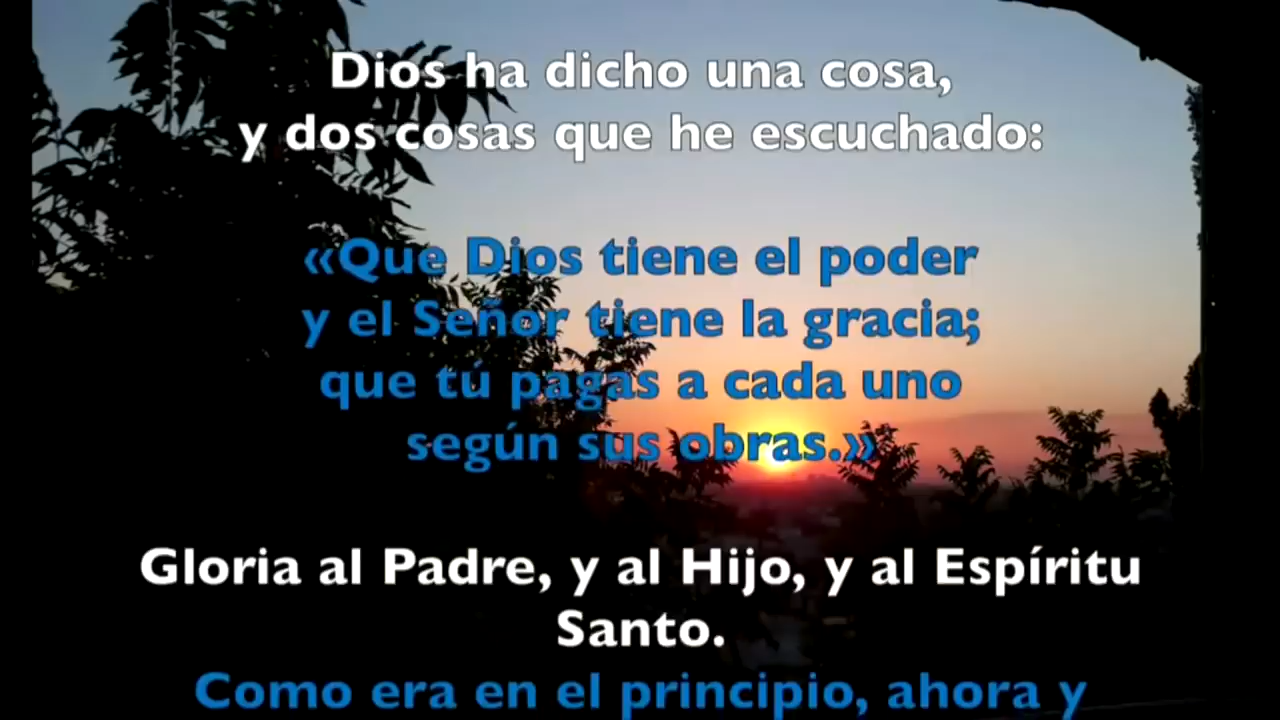 Dios ha dicho una cosa,
y dos cosas que he escuchado:
«Que Dios tiene el poder
y el Señor tiene la gracia;
que tú pagas a cada uno
según sus obras.»
Gloria al Padre, y al Hijo, y al Espíritu
Santo.
Como era en el principio, ahora y